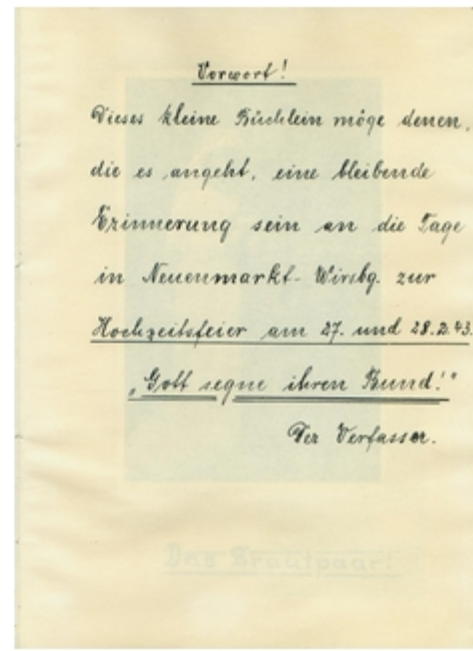 Vorwort!
Dieses kleine Büchlein möge denen,
die es angeht, eine bleibende
Erinnerung sein an die Tage
in Neuenmarkt-Wirsbg. zur
Hochzeitsfeier am 27. und 28.2.43.
„Gott segne ihren Bund!"
Der Verfasser.
Das Brautpaar!